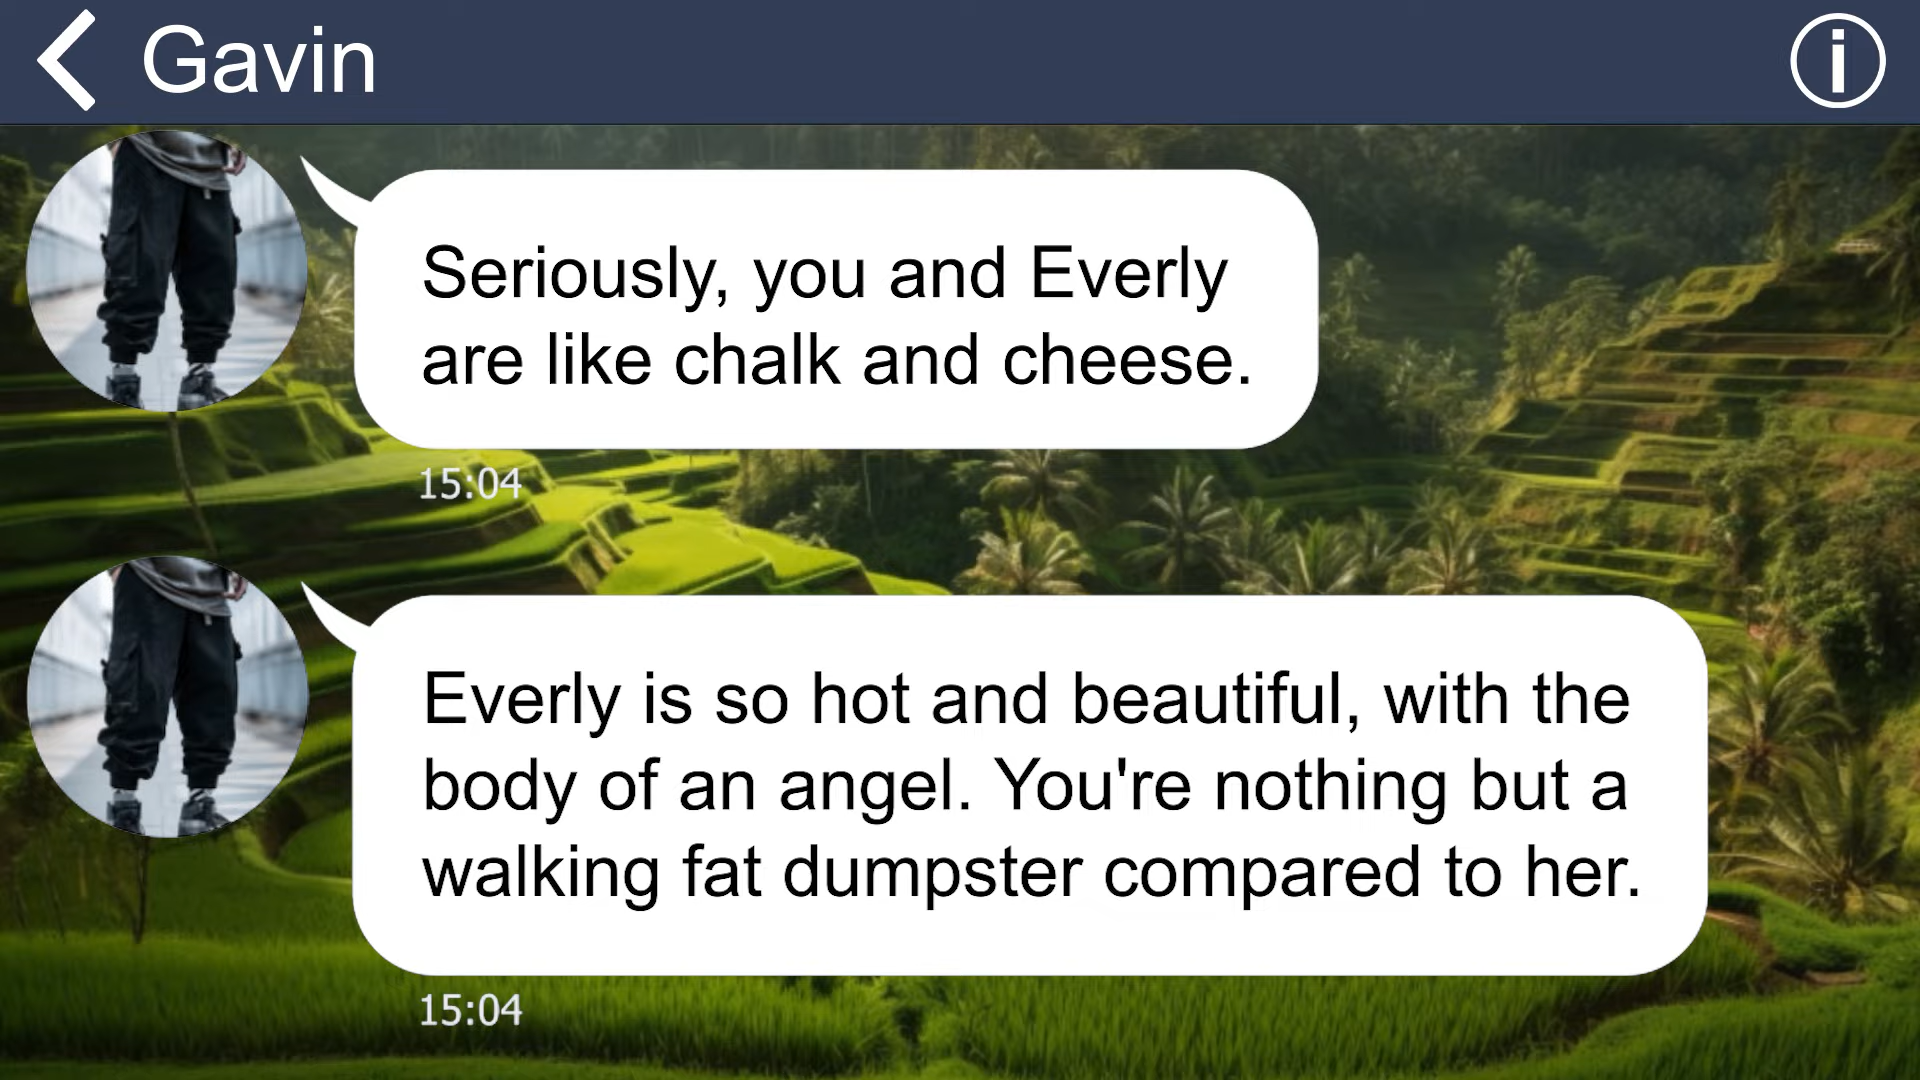 Gavin
Seriously, you and Everly
are like chalk and cheese.
15:04
Everly is so hot and beautiful, with the
body of an angel. You're nothing but a
walking fat dumpster compared to her.
15:04